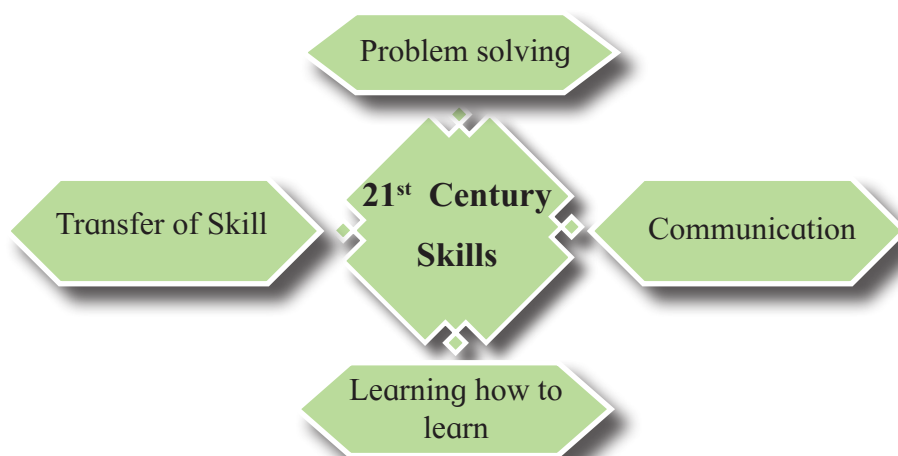 Problem solving
Transfer of Skill
21st Century
Skills
Communication
Learning how to
learn